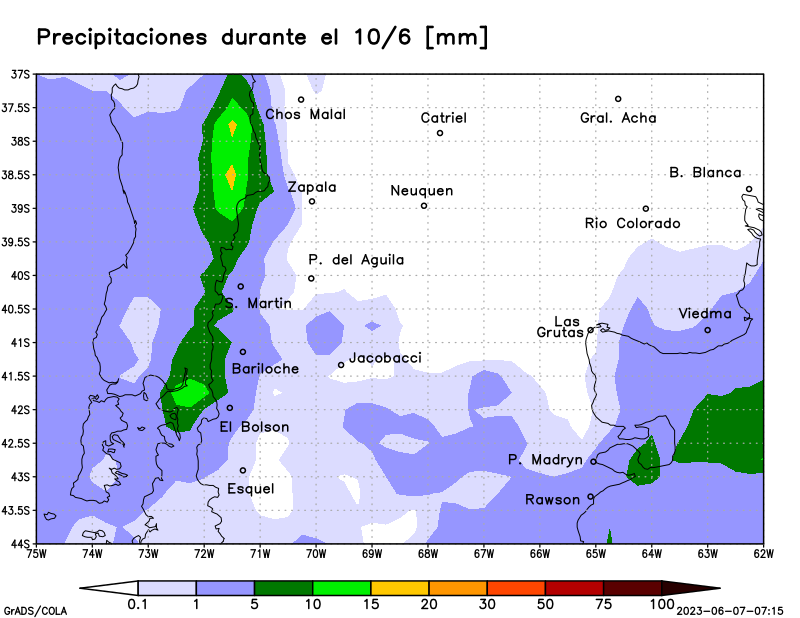 Precipitaciones durante el 10/6 [mm]
37S
37.5S
38S
38.5S
39S
39.5S
40S
40.5S
41S
41.5S
42S
42.5S
43S
43.5S
44S
Chos Malal
Catriel
Gral. Acha
B. Blanca
Zapala
Neuquen
Rio Colorado
P. del Aguila
S. Martin
Viedma
Las
Grutas
Jacobacci
Bariloche
El Bolson
P. Madryn
Esquel
Rawson
75W 74W 73W 72W 71W 70W 69W 68W 67W 66W 65W 64W 63W 62W
0.1 1 5 10 15 20 30 50 75 100
GrADS/COLA
2023-06-07-07:15